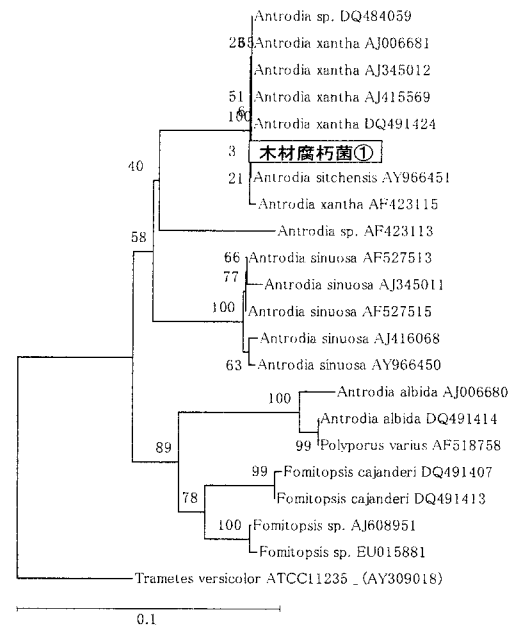 Antrodia sp. DQ484059
Antrodia xantha AJ006681
Antrodia xantha AJ345012
51 Antrodia xantha AJ415569
100 Antrodia xantha DQ491424
3 木材腐朽菌①
21 Antrodia sitchensis AY966451
40
Antrodia xantha AF423115
Antrodia sp. AF423113
58
66 Antrodia sinuosa AF527513
77 Antrodia sinuosa AJ345011
100 Antrodia sinuosa AF527515
Antrodia sinuosa AJ416068
63 Antrodia sinuosa AY966450
100 Antrodia albida AJ006680
Antrodia albida DQ491414
99 Polyporus varius AF518758
89
99 Fomitopsis cajanderi DQ491407
78 Fomitopsis cajanderi DQ491413
100 Fomitopsis sp. AJ608951
Fomitopsis sp. EU015881
Trametes versicolor ATCC11235 _ (AY309018)
0.1